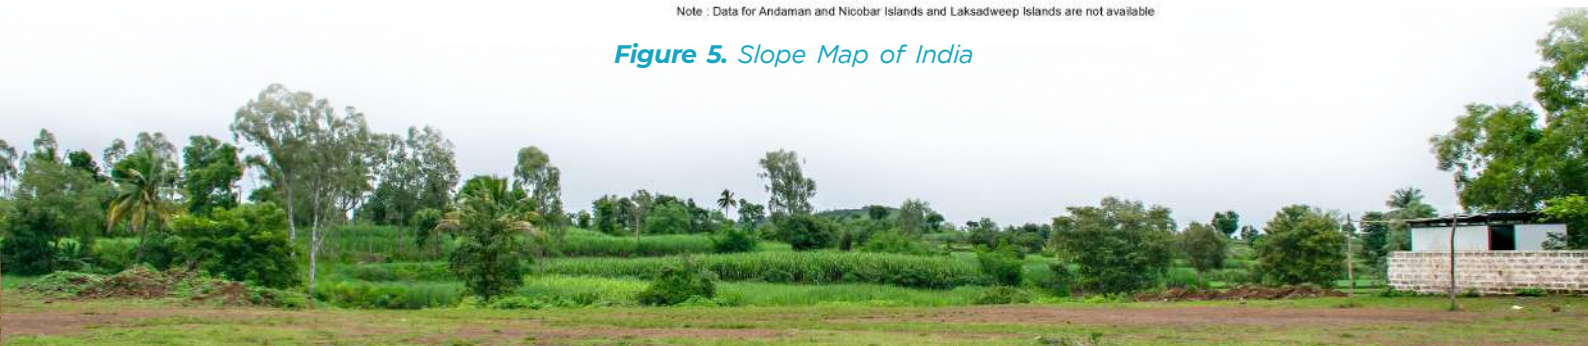 Note : Data for Andaman and Nicobar Islands and Laksadweep Islands are not available
Figure 5. Slope Map of India